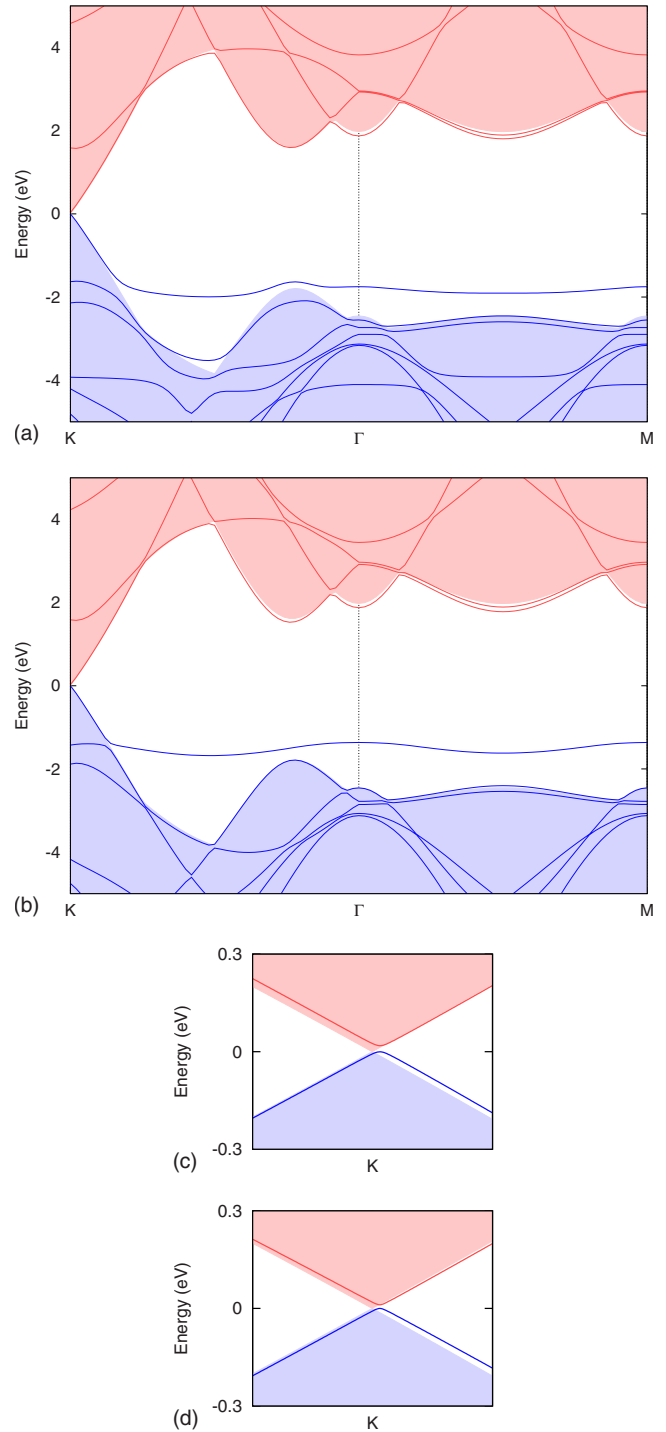 4
2
0
-2
-4
Energy (eV)
(a)
K Γ M
4
2
0
-2
-4
Energy (eV)
(b)
K Γ M
0.3
0
-0.3
Energy (eV)
(c)
K
0.3
0
-0.3
Energy (eV)
(d)
K